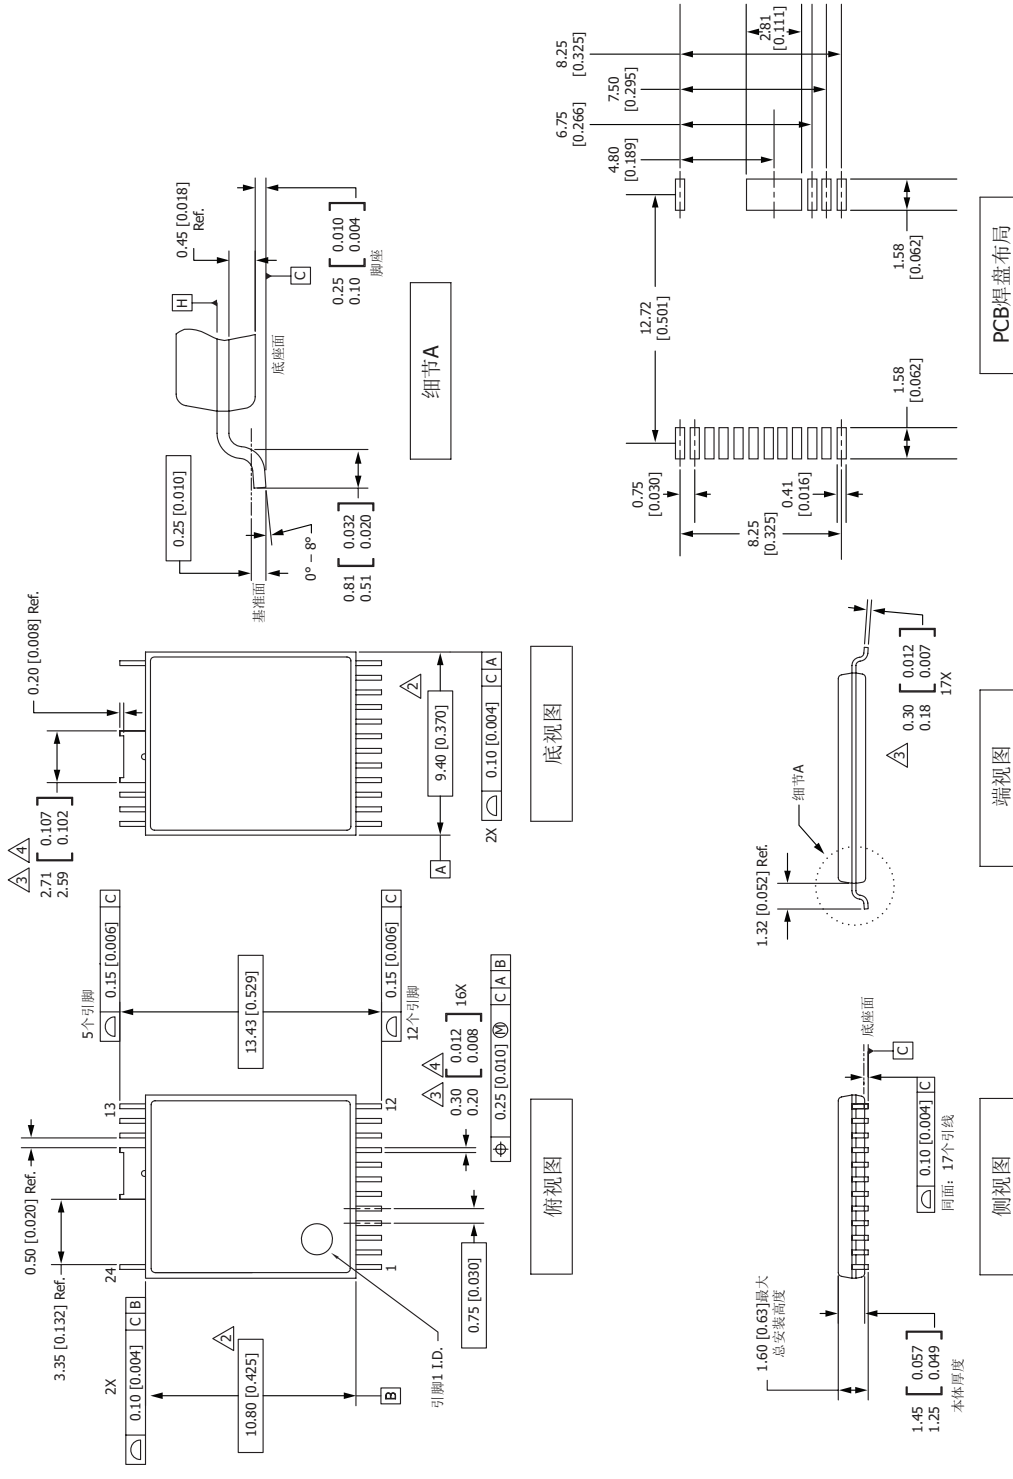 2X
0.10 [0.004] C B
10.80 [0.425]
2
B
3.35 [0.132] Ref.
0.50 [0.020] Ref.
24
13
1
12
引脚1 I.D.
0.75 [0.030]
5个引脚
0.15 [0.006] C
13.43 [0.529]
0.15 [0.006] C
12个引脚
3 4
0.30 [0.012]
0.20 [0.008]
16X
0.25 [0.010] M C A B
俯视图
3 4
2.71 [0.107]
2.59 [0.102]
0.20 [0.008] Ref.
9.40 [0.370]
2
A
2X
0.10 [0.004] C A
底视图
0.25 [0.010]
基准面
0° – 8°
0.81 [0.032]
0.51 [0.020]
H
0.45 [0.018]
Ref.
底座面
C
0.25 [0.010]
0.10 [0.004]
脚座
细节A
1.60 [0.63]最大
总安装高度
1.45 [0.057]
1.25 [0.049]
本体厚度
底座面
C
0.10 [0.004] C
同面：17个引线
侧视图
1.32 [0.052] Ref.
细节A
3
0.30 [0.012]
0.18 [0.007]
17X
端视图
0.75
[0.030]
8.25
[0.325]
0.41
[0.016]
1.58
[0.062]
12.72
[0.501]
4.80
[0.189]
6.75
[0.266]
7.50
[0.295]
8.25
[0.325]
2.81
[0.111]
1.58
[0.062]
PCB焊盘布局